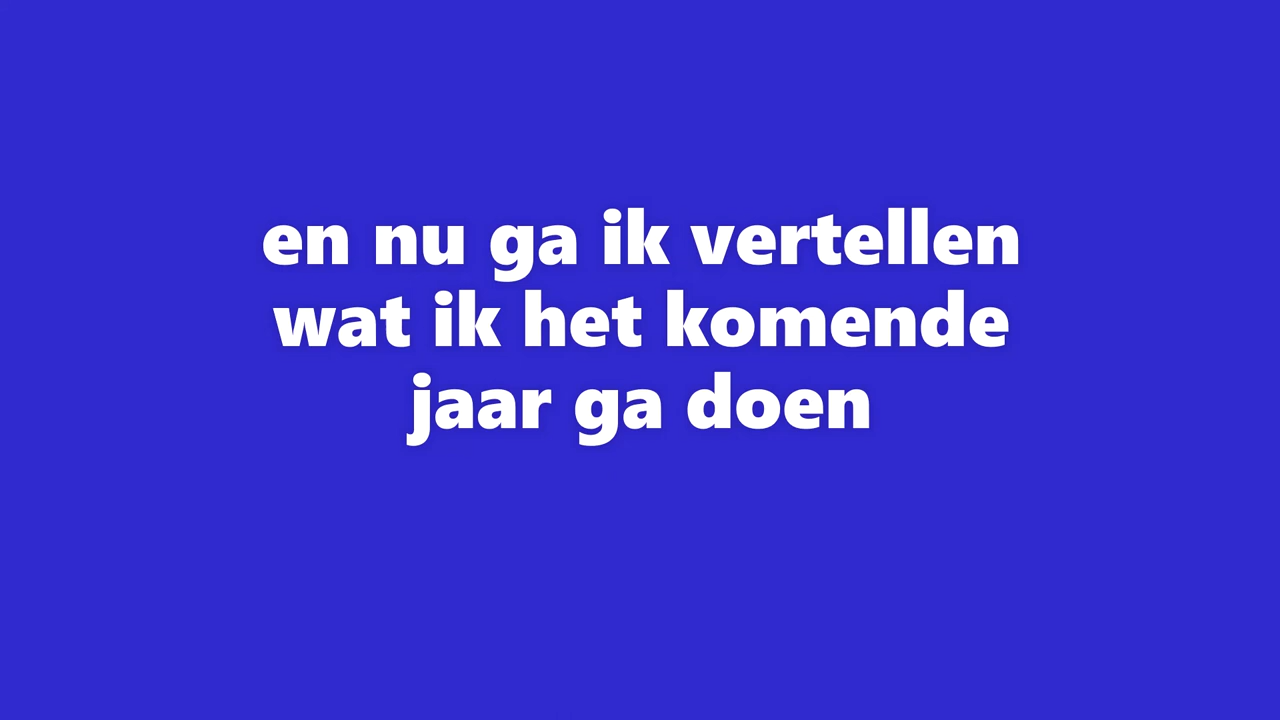 en nu ga ik vertellen
wat ik het komende
jaar ga doen